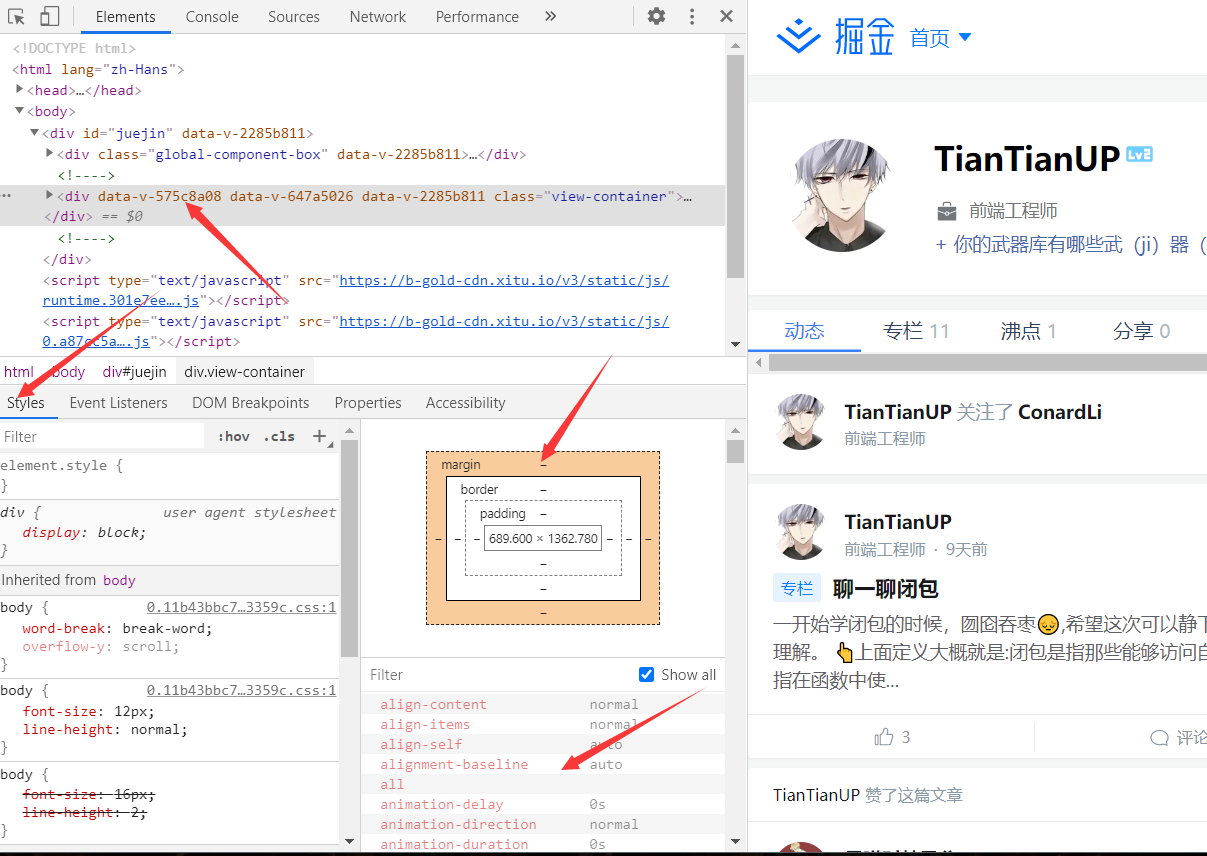 Elements Console Sources Network Performance »
<!DOCTYPE html>
<html lang="zh-Hans">
<head>…</head>
<body>
<div id="juejin" data-v-2285b811>
<div class="global-component-box" data-v-2285b811>…</div>
<!---->
<div data-v-575c8a08 data-v-647a5026 data-v-2285b811 class="view-container">…
</div> == $0
<!---->
</div>
<script type="text/javascript" src="https://b-gold-cdn.xitu.io/v3/static/js/
runtime.301e7ee….js"></script>
<script type="text/javascript" src="https://b-gold-cdn.xitu.io/v3/static/js/
0.a87cc5a….js"></script>
html body div#juejin div.view-container
Styles Event Listeners DOM Breakpoints Properties Accessibility
Filter :hov .cls +
element.style {
}
div { user agent stylesheet
display: block;
}
Inherited from body
body { 0.11b43bbc7…3359c.css:1
word-break: break-word;
overflow-y: scroll;
}
body { 0.11b43bbc7…3359c.css:1
font-size: 12px;
line-height: normal;
}
body {
font-size: 16px;
line-height: 2;
}
margin –
border –
padding –
– – – 689.600 × 1362.780 – – –
–
–
–
Filter Show all
align-content normal
align-items normal
align-self auto
alignment-baseline auto
all
animation-delay 0s
animation-direction normal
animation-duration 0s
掘金 首页
TianTianUP Lv2
前端工程师
+ 你的武器库有哪些武（ji）器（
动态 专栏 11 沸点 1 分享 0
TianTianUP 关注了 ConardLi
前端工程师
TianTianUP
前端工程师 · 9天前
专栏 聊一聊闭包
一开始学闭包的时候，囫囵吞枣😔,希望这次可以静下
理解。 👆上面定义大概就是:闭包是指那些能够访问自
指在函数中使...
3 评论
TianTianUP 赞了这篇文章